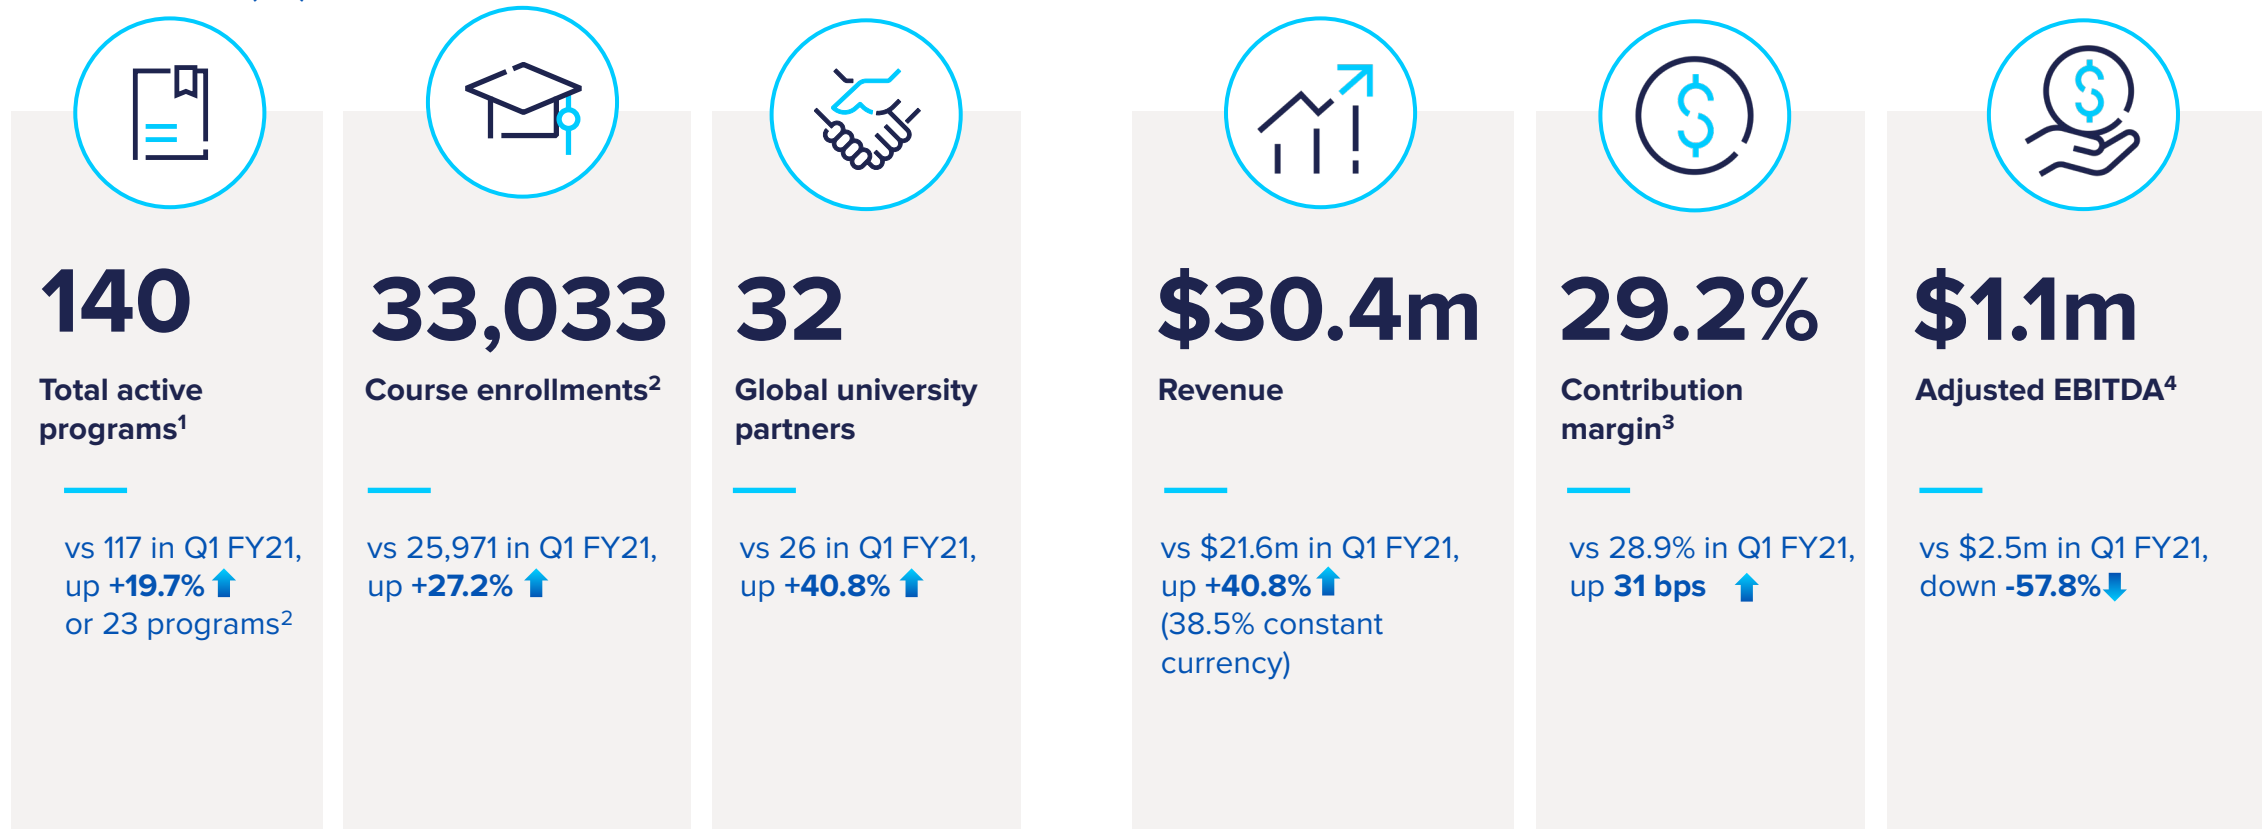 140
Total active
programs¹
vs 117 in Q1 FY21,
up +19.7%
or 23 programs²
33,033
Course enrollments²
vs 25,971 in Q1 FY21,
up +27.2%
32
Global university
partners
vs 26 in Q1 FY21,
up +40.8%
$30.4m
Revenue
vs $21.6m in Q1 FY21,
up +40.8%
(38.5% constant
currency)
29.2%
Contribution
margin³
vs 28.9% in Q1 FY21,
up 31 bps
$1.1m
Adjusted EBITDA⁴
vs $2.5m in Q1 FY21,
down -57.8%